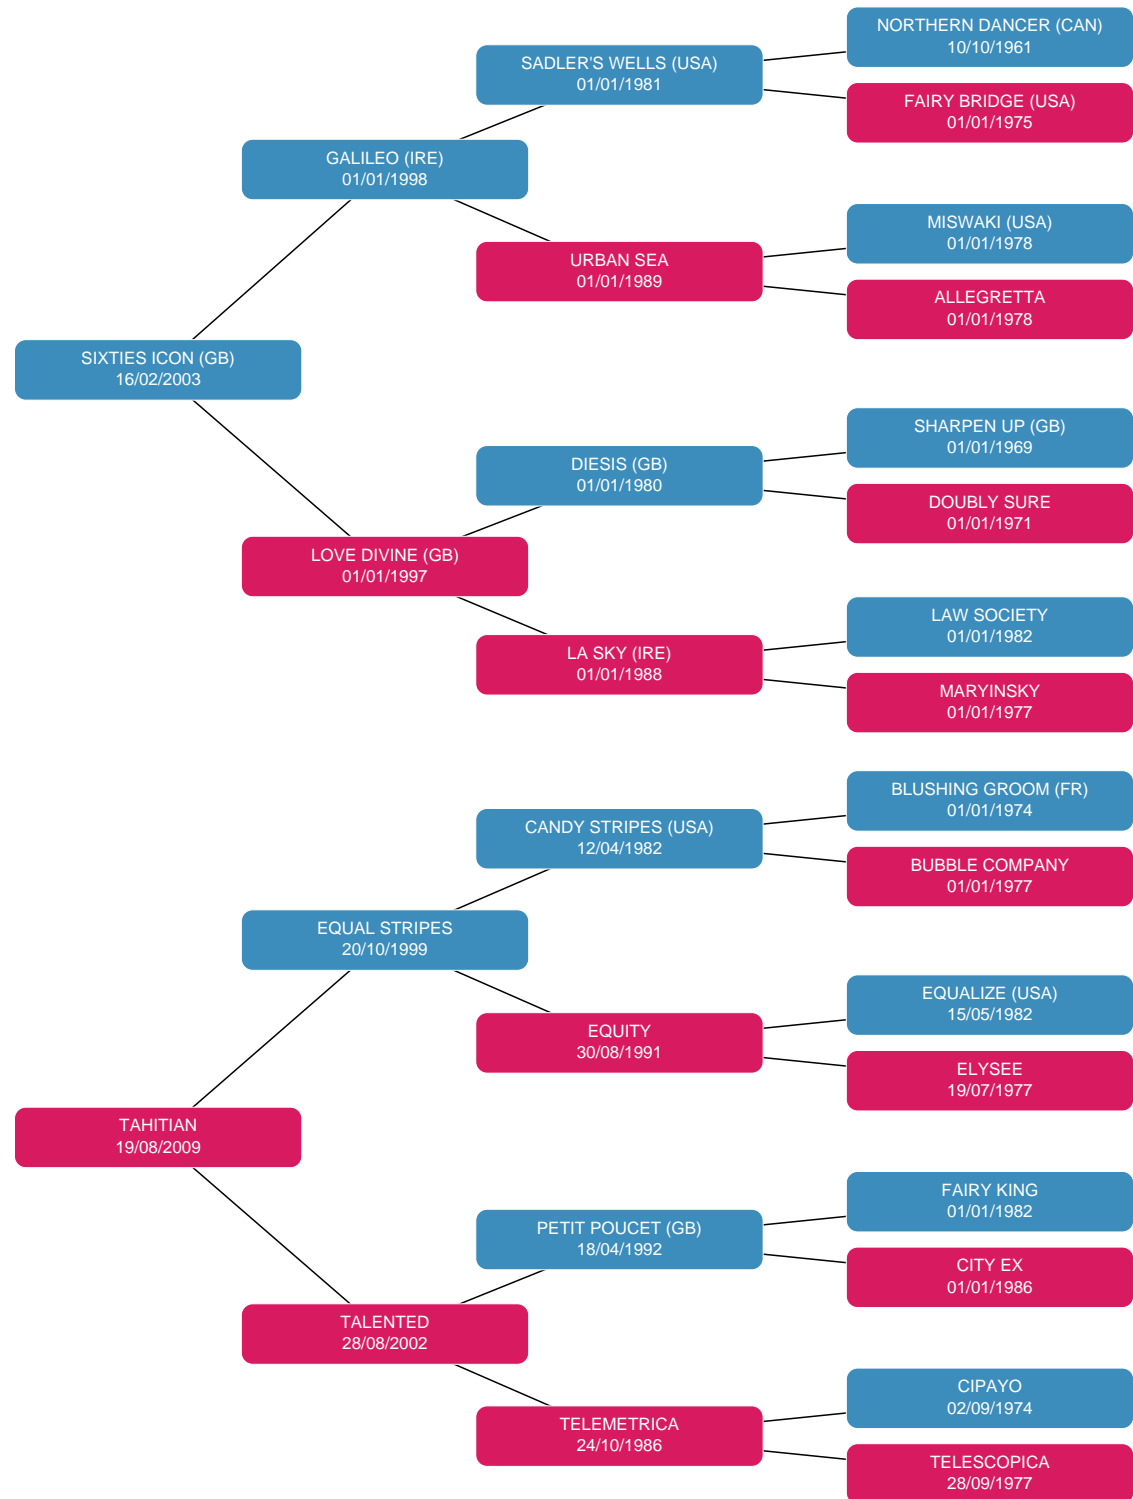 NORTHERN DANCER (CAN)
10/10/1961
SADLER'S WELLS (USA)
01/01/1981
FAIRY BRIDGE (USA)
01/01/1975
GALILEO (IRE)
01/01/1998
MISWAKI (USA)
01/01/1978
URBAN SEA
01/01/1989
ALLEGRETTA
01/01/1978
SIXTIES ICON (GB)
16/02/2003
SHARPEN UP (GB)
01/01/1969
DIESIS (GB)
01/01/1980
DOUBLY SURE
01/01/1971
LOVE DIVINE (GB)
01/01/1997
LAW SOCIETY
01/01/1982
LA SKY (IRE)
01/01/1988
MARYINSKY
01/01/1977
BLUSHING GROOM (FR)
01/01/1974
CANDY STRIPES (USA)
12/04/1982
BUBBLE COMPANY
01/01/1977
EQUAL STRIPES
20/10/1999
EQUALIZE (USA)
15/05/1982
EQUITY
30/08/1991
ELYSEE
19/07/1977
TAHITIAN
19/08/2009
FAIRY KING
01/01/1982
PETIT POUCET (GB)
18/04/1992
CITY EX
01/01/1986
TALENTED
28/08/2002
CIPAYO
02/09/1974
TELEMETRICA
24/10/1986
TELESCOPICA
28/09/1977